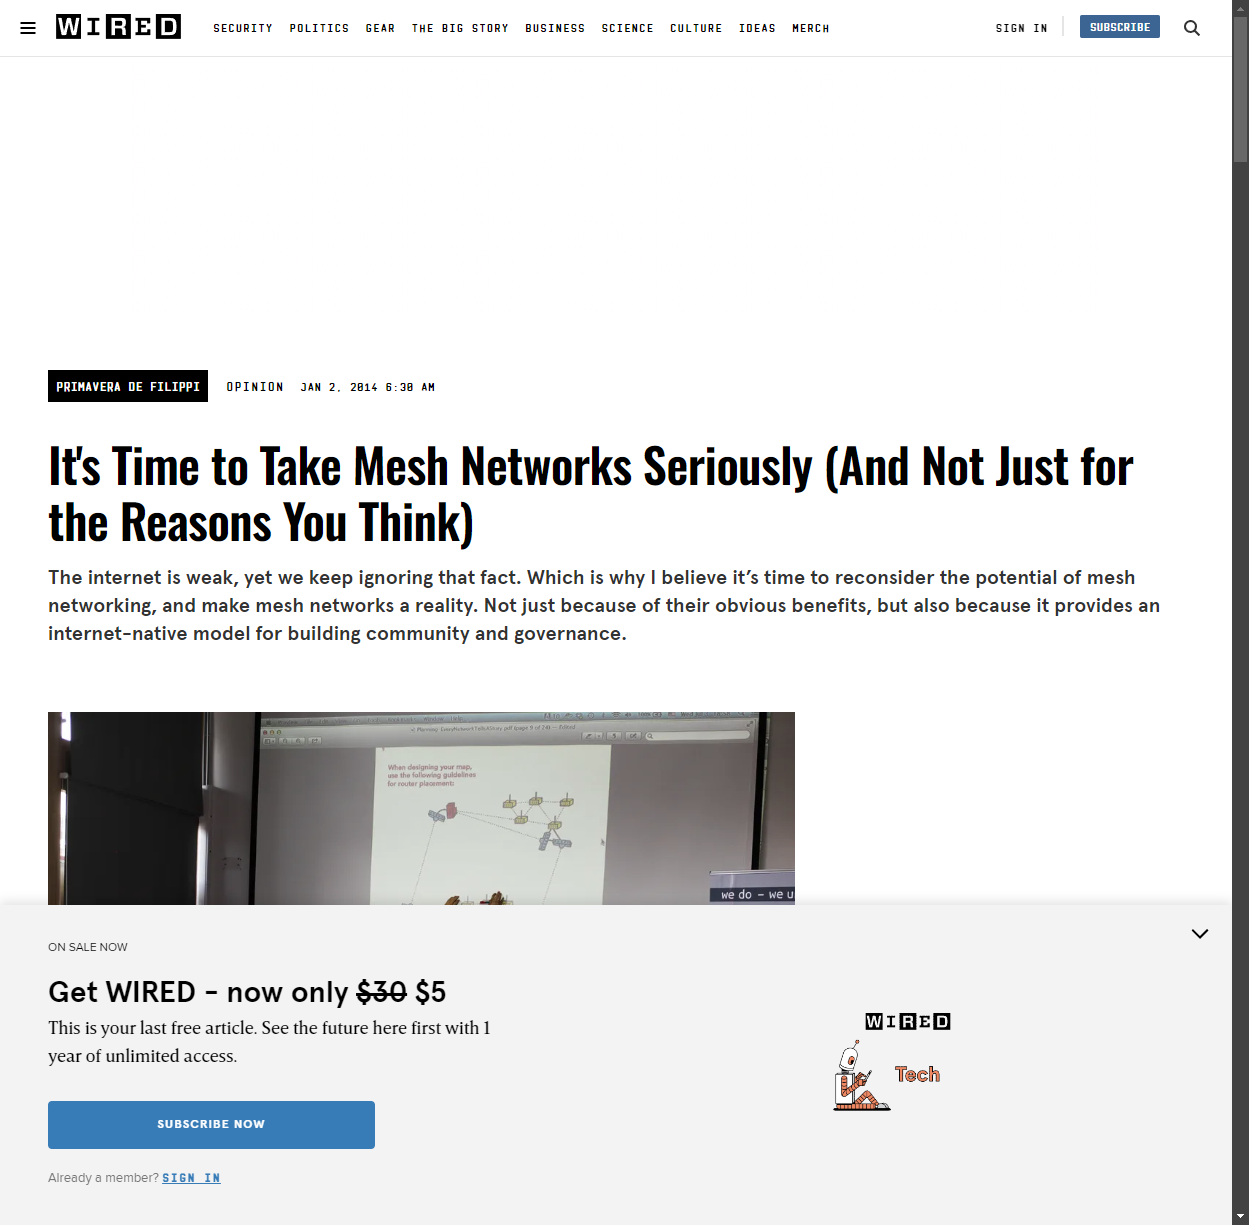 WIRED
SECURITY POLITICS GEAR THE BIG STORY BUSINESS SCIENCE CULTURE IDEAS MERCH
SIGN IN
SUBSCRIBE
PRIMAVERA DE FILIPPI
OPINION
JAN 2, 2014 6:30 AM
It's Time to Take Mesh Networks Seriously (And Not Just for
the Reasons You Think)
The internet is weak, yet we keep ignoring that fact. Which is why I believe it’s time to reconsider the potential of mesh
networking, and make mesh networks a reality. Not just because of their obvious benefits, but also because it provides an
internet-native model for building community and governance.
When designing your map,
use the following guidelines
for router placement:
we do – we u
ON SALE NOW
Get WIRED - now only $30 $5
This is your last free article. See the future here first with 1
year of unlimited access.
SUBSCRIBE NOW
Already a member? SIGN IN
WIRED
Tech